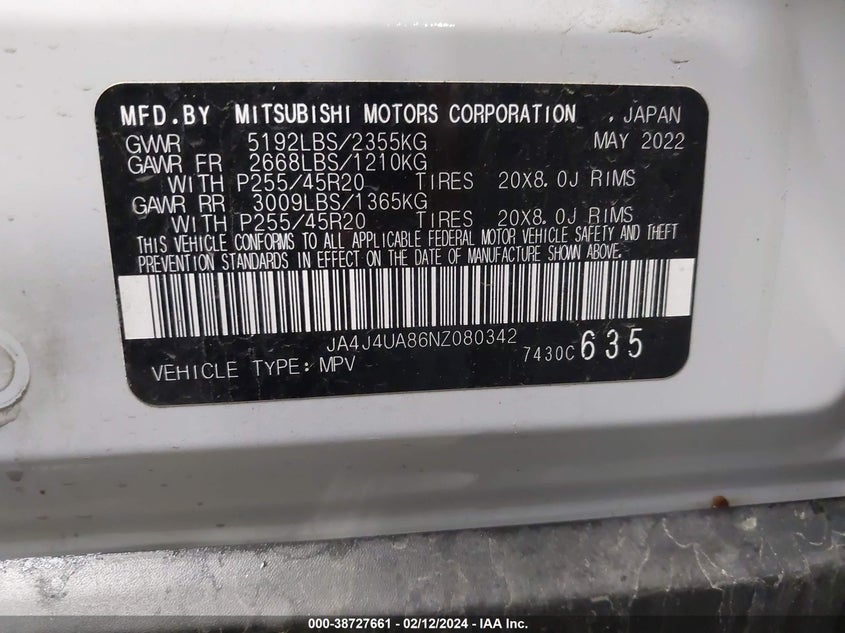 MFD.BY MITSUBISHI MOTORS CORPORATION , JAPAN
GVWR 5192LBS/2355KG MAY 2022
GAWR FR 2668LBS/1210KG
WITH P255/45R20 TIRES 20X8.0J RIMS
GAWR RR 3009LBS/1365KG
WITH P255/45R20 TIRES 20X8.0J RIMS
THIS VEHICLE CONFORMS TO ALL APPLICABLE FEDERAL MOTOR VEHICLE SAFETY AND THEFT
PREVENTION STANDARDS IN EFFECT ON THE DATE OF MANUFACTURE SHOWN ABOVE.
JA4J4UA86NZ080342
VEHICLE TYPE: MPV 7430C 635
000-38727661 - 02/12/2024 - IAA Inc.